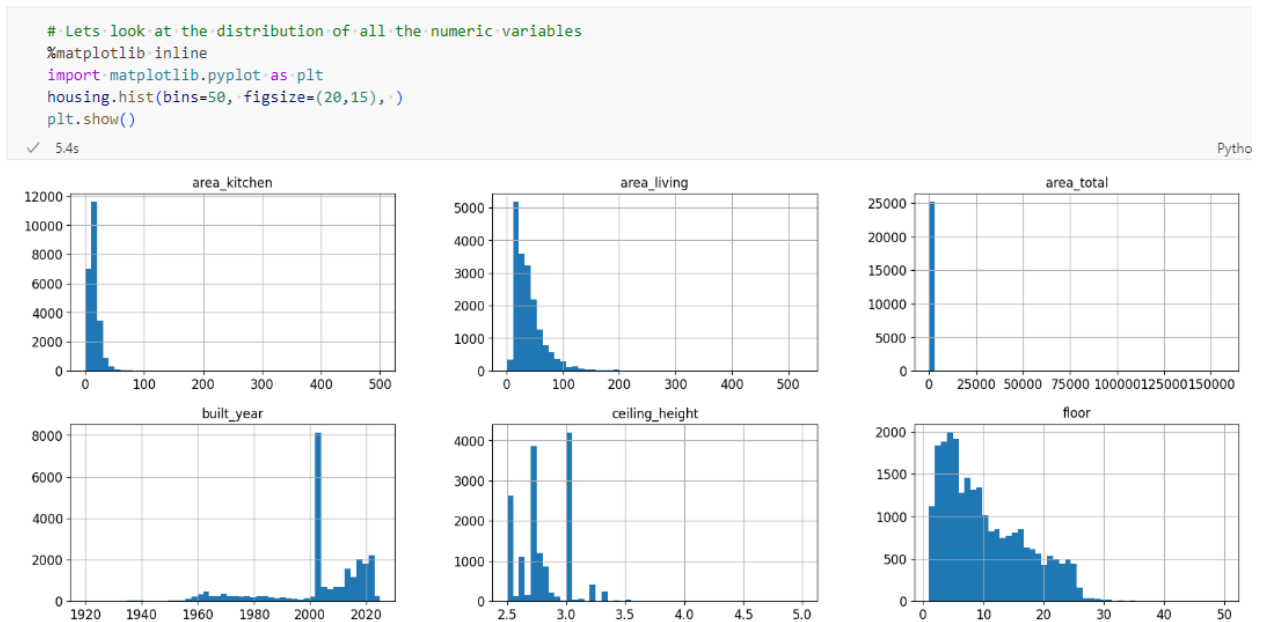 # Lets look at the distribution of all the numeric variables
%matplotlib inline
import matplotlib.pyplot as plt
housing.hist(bins=50, figsize=(20,15), )
plt.show()
5.4s
Pytho
area_kitchen
12000
10000
8000
6000
4000
2000
0
0 100 200 300 400 500
area_living
5000
4000
3000
2000
1000
0
0 100 200 300 400 500
area_total
25000
20000
15000
10000
5000
0
0 25000 50000 75000 100000125000150000
built_year
8000
6000
4000
2000
0
1920 1940 1960 1980 2000 2020
ceiling_height
4000
3000
2000
1000
0
2.5 3.0 3.5 4.0 4.5 5.0
floor
2000
1500
1000
500
0
0 10 20 30 40 50